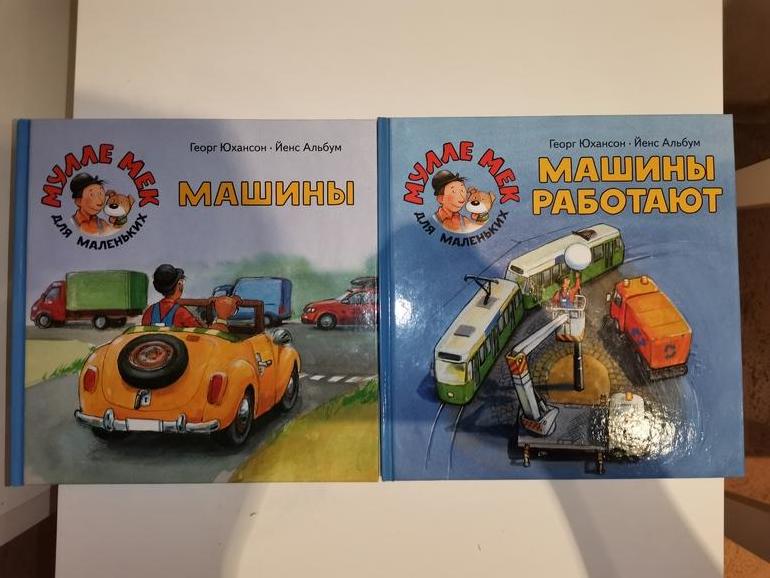 Георг Юхансон · Йенс Альбум
МУЛЛЕ МЕК
ДЛЯ МАЛЕНЬКИХ
МАШИНЫ
Георг Юхансон · Йенс Альбум
МУЛЛЕ МЕК
ДЛЯ МАЛЕНЬКИХ
МАШИНЫ
РАБОТАЮТ